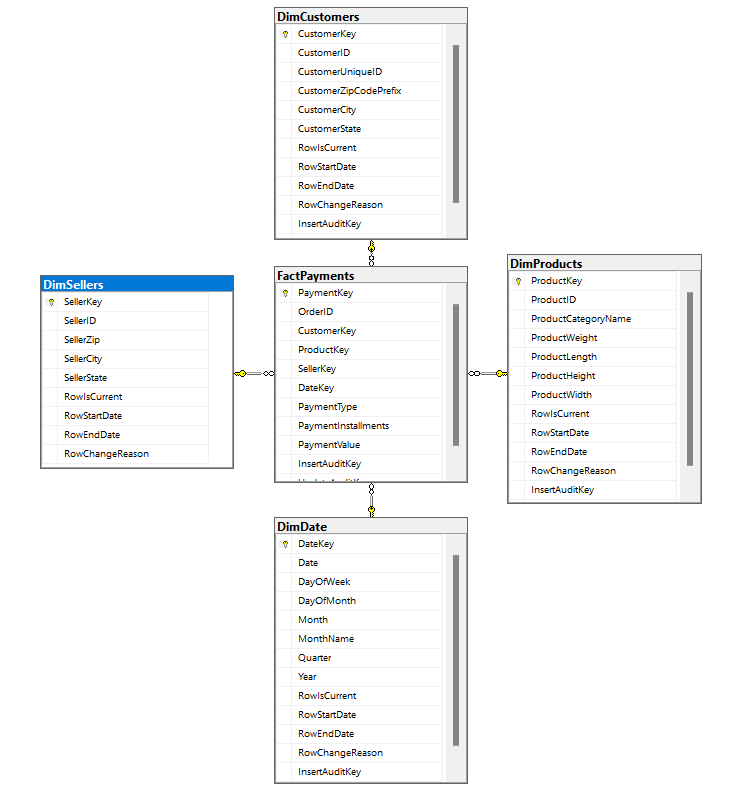 DimCustomers
CustomerKey
CustomerID
CustomerUniqueID
CustomerZipCodePrefix
CustomerCity
CustomerState
RowIsCurrent
RowStartDate
RowEndDate
RowChangeReason
InsertAuditKey
DimSellers
SellerKey
SellerID
SellerZip
SellerCity
SellerState
RowIsCurrent
RowStartDate
RowEndDate
RowChangeReason
FactPayments
PaymentKey
OrderID
CustomerKey
ProductKey
SellerKey
DateKey
PaymentType
PaymentInstallments
PaymentValue
InsertAuditKey
DimProducts
ProductKey
ProductID
ProductCategoryName
ProductWeight
ProductLength
ProductHeight
ProductWidth
RowIsCurrent
RowStartDate
RowEndDate
RowChangeReason
InsertAuditKey
DimDate
DateKey
Date
DayOfWeek
DayOfMonth
Month
MonthName
Quarter
Year
RowIsCurrent
RowStartDate
RowEndDate
RowChangeReason
InsertAuditKey